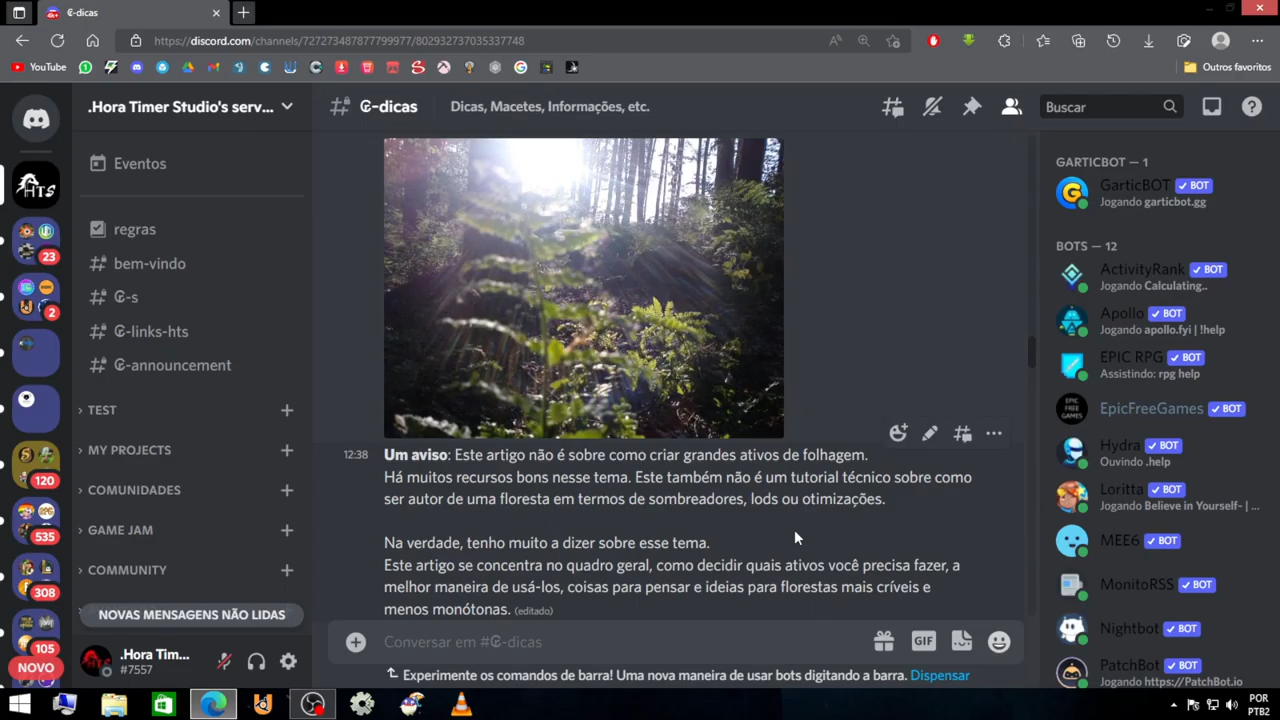 ₢-dicas
https://discord.com/channels/727273487877799977/802932737035337748
YouTube
Outros favoritos
.Hora Timer Studio's serv...
₢-dicas
Dicas, Macetes, Informações, etc.
Buscar
Eventos
regras
bem-vindo
₢-s
₢-links-hts
₢-announcement
TEST
MY PROJECTS
COMUNIDADES
GAME JAM
COMMUNITY
NOVAS MENSAGENS NÃO LIDAS
.Hora Tim...
#7557
HTS
23
2
120
535
308
105
NOVO
12:38
Um aviso: Este artigo não é sobre como criar grandes ativos de folhagem.
Há muitos recursos bons nesse tema. Este também não é um tutorial técnico sobre como
ser autor de uma floresta em termos de sombreadores, lods ou otimizações.
Na verdade, tenho muito a dizer sobre esse tema.
Este artigo se concentra no quadro geral, como decidir quais ativos você precisa fazer, a
melhor maneira de usá-los, coisas para pensar e ideias para florestas mais críveis e
menos monótonas. (editado)
Conversar em #₢-dicas
GIF
Experimente os comandos de barra! Uma nova maneira de usar bots digitando a barra. Dispensar
GARTICBOT — 1
GarticBOT BOT
Jogando garticbot.gg
BOTS — 12
ActivityRank BOT
Jogando Calculating..
Apollo BOT
Jogando apollo.fyi | !help
EPIC RPG BOT
Assistindo: rpg help
EPIC FREE GAMES
EpicFreeGames BOT
Hydra BOT
Ouvindo .help
Loritta BOT
Jogando Believe in Yourself- | ...
MEE6 BOT
MonitoRSS BOT
Nightbot BOT
PatchBot BOT
Jogando https://PatchBot.io
POR
PTB2